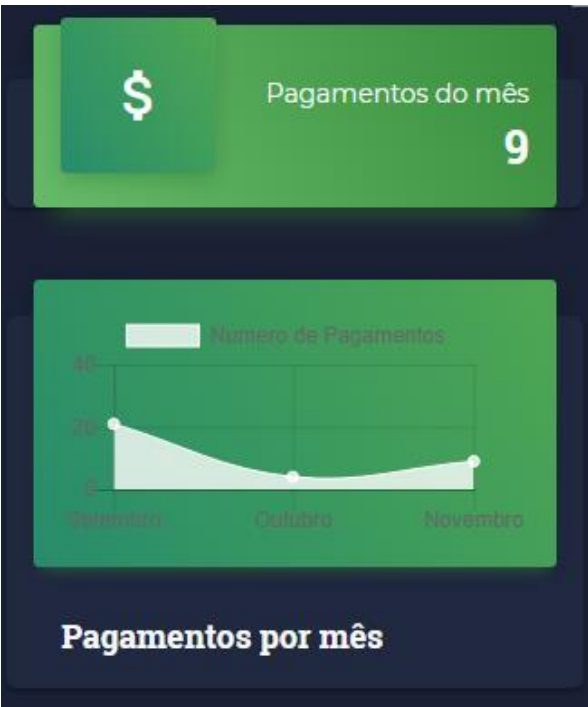 $
Pagamentos do mês
9
Numero de Pagamentos
40
20
0
Setembro Outubro Novembro
Pagamentos por mês